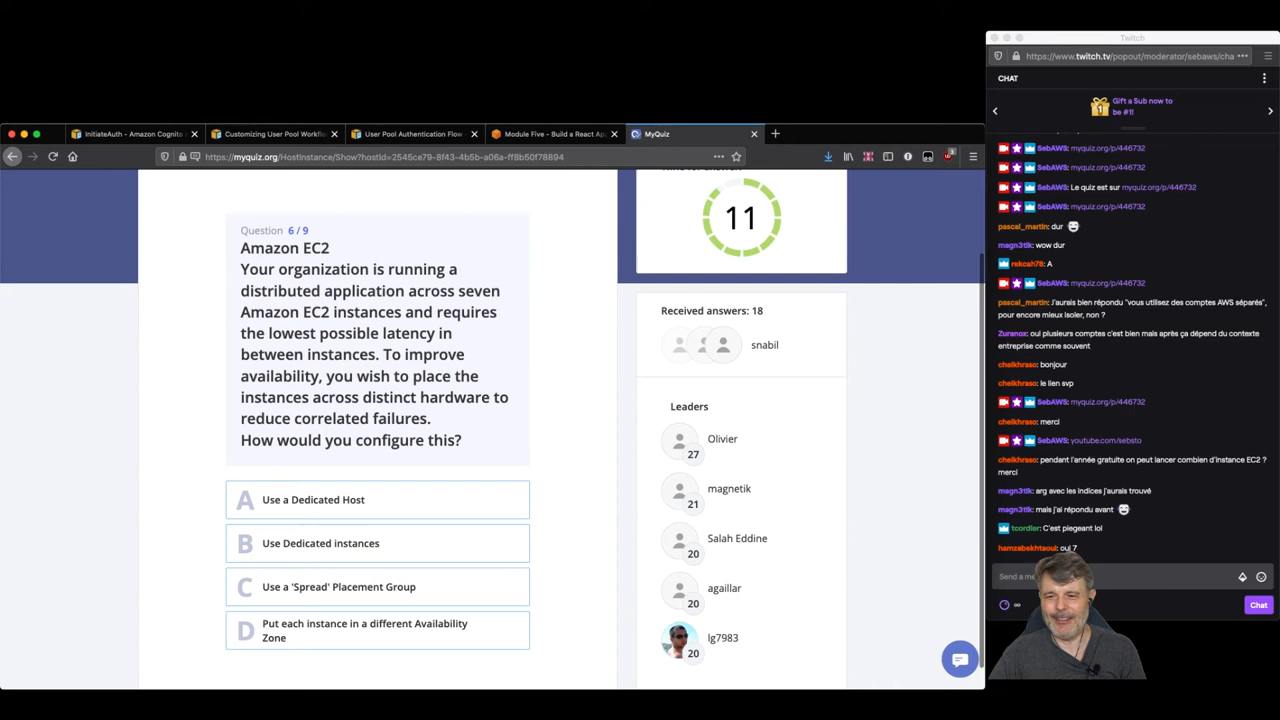 Twitch
https://www.twitch.tv/popout/moderator/sebaws/cha
CHAT
Gift a Sub now to
be #1!
InitiateAuth - Amazon Cognito
Customizing User Pool Workfle
User Pool Authentication Flow
Module Five - Build a React Ap
MyQuiz
https://myquiz.org/HostInstance/Show?hostId=2545ce79-8f43-4b5b-a06a-ff8b50f78894
11
Question 6 / 9
Amazon EC2
Your organization is running a
distributed application across seven
Amazon EC2 instances and requires
the lowest possible latency in
between instances. To improve
availability, you wish to place the
instances across distinct hardware to
reduce correlated failures.
How would you configure this?
A Use a Dedicated Host
B Use Dedicated instances
C Use a 'Spread' Placement Group
D Put each instance in a different Availability
Zone
Received answers: 18
snabil
Leaders
Olivier
27
magnetik
21
Salah Eddine
20
agaillar
20
lg7983
20
SebAWS: myquiz.org/p/446732
SebAWS: myquiz.org/p/446732
SebAWS: Le quiz est sur myquiz.org/p/446732
SebAWS: myquiz.org/p/446732
pascal_martin: dur
magn3tik: wow dur
rekcah78: A
SebAWS: myquiz.org/p/446732
pascal_martin: J'aurais bien répondu "vous utilisez des comptes AWS séparés",
pour encore mieux isoler, non ?
Zuranox: oui plusieurs comptes c'est bien mais après ça dépend du contexte
entreprise comme souvent
cheikhraso: bonjour
cheikhraso: le lien svp
SebAWS: myquiz.org/p/446732
cheikhraso: merci
SebAWS: youtube.com/sebsto
cheikhraso: pendant l'année gratuite on peut lancer combien d'instance EC2 ?
merci
magn3tik: arg avec les indices j'aurais trouvé
magn3tik: mais j'ai répondu avant
tcordier: C'est piegeant lol
hamzabekhtaoui: oui 7
Send a me
Chat